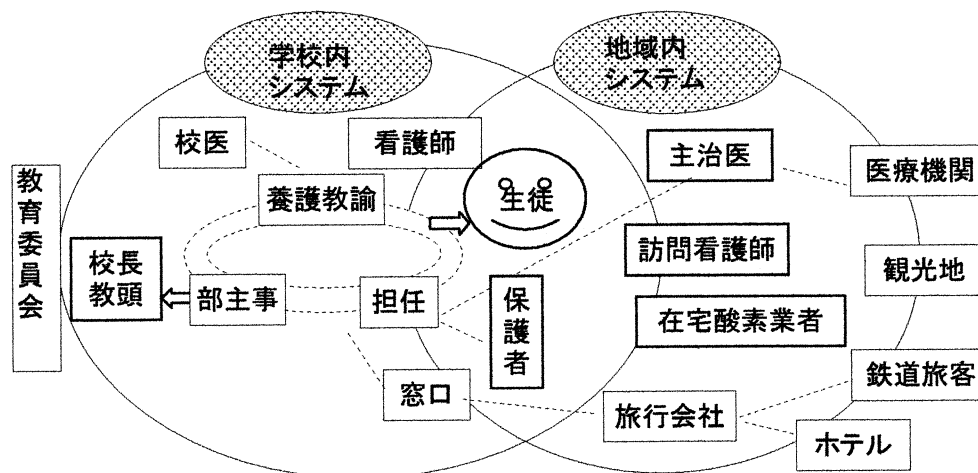 学校内
システム
地域内
システム
校医
看護師
主治医
医療機関
教育委員会
養護教諭
生徒
校長
教頭
部主事
担任
保護者
訪問看護師
観光地
在宅酸素業者
窓口
旅行会社
鉄道旅客
ホテル